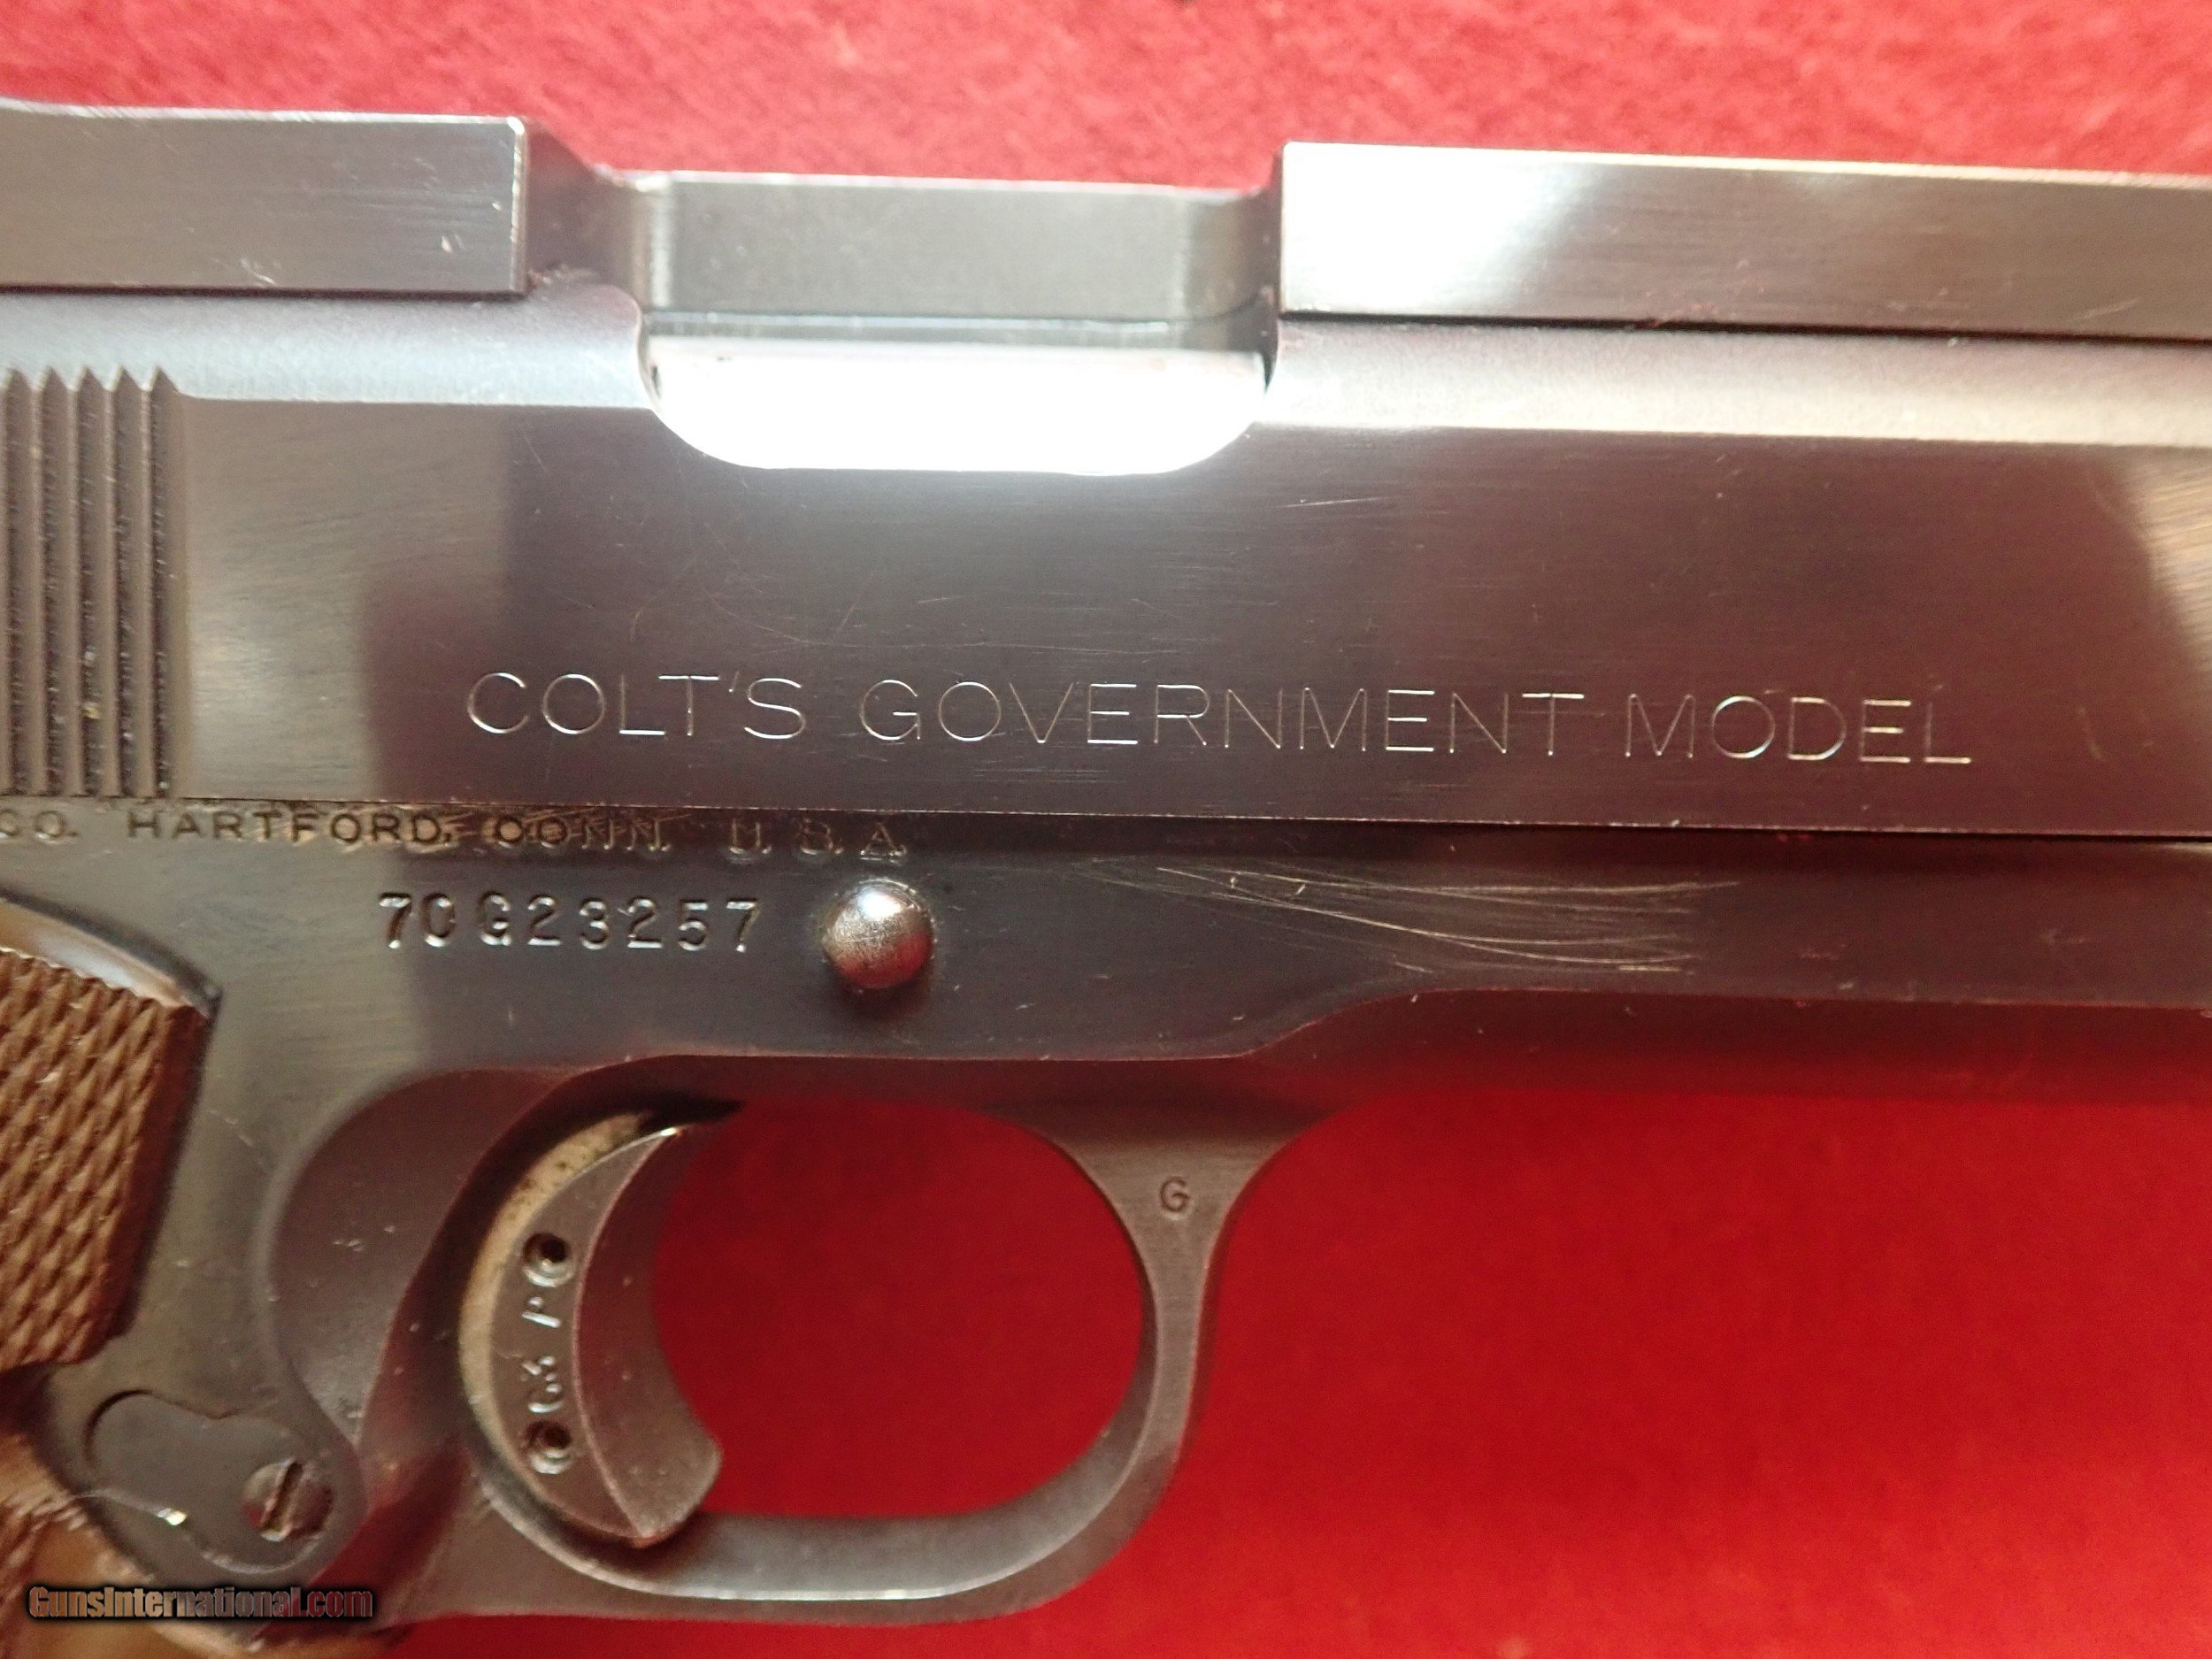 COLT'S GOVERNMENT MODEL
CO. HARTFORD, CONN. U.S.A.
70G23257
G
GunsInternational.com